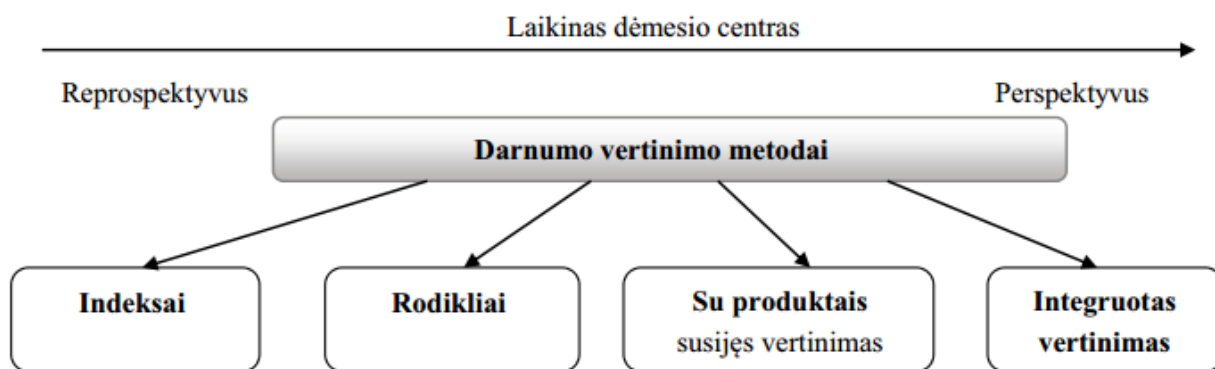 Laikinas dėmesio centras
Reprospektyvus
Perspektyvus
Darnumo vertinimo metodai
Indeksai
Rodikliai
Su produktais
susijęs vertinimas
Integruotas
vertinimas